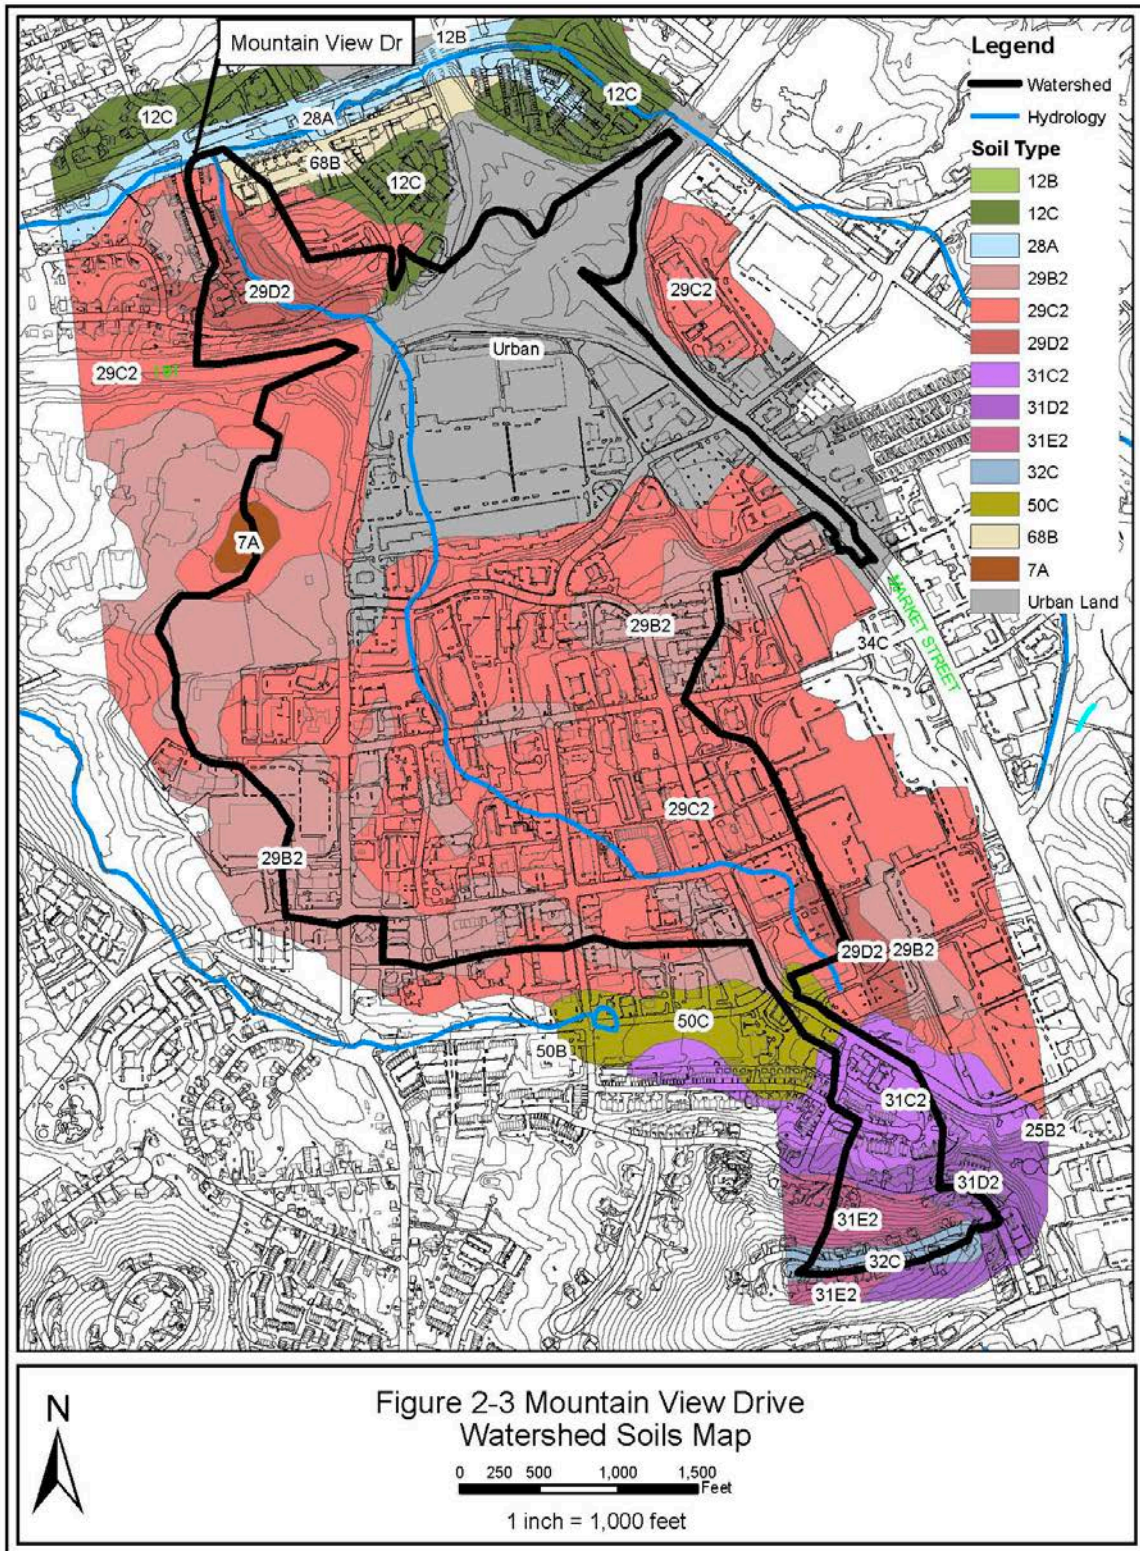 Mountain View Dr
12B
12C
28A
68B
12C
12C
29D2
29C2
29C2
Urban
7A
29B2
34C
MARKET STREET
29C2
29B2
29D2
29B2
50C
50B
31C2
25B2
31D2
31E2
32C
31E2
Legend
Watershed
Hydrology
Soil Type
12B
12C
28A
29B2
29C2
29D2
31C2
31D2
31E2
32C
50C
68B
7A
Urban Land
N
Figure 2-3 Mountain View Drive
Watershed Soils Map
0 250 500 1,000 1,500
Feet
1 inch = 1,000 feet